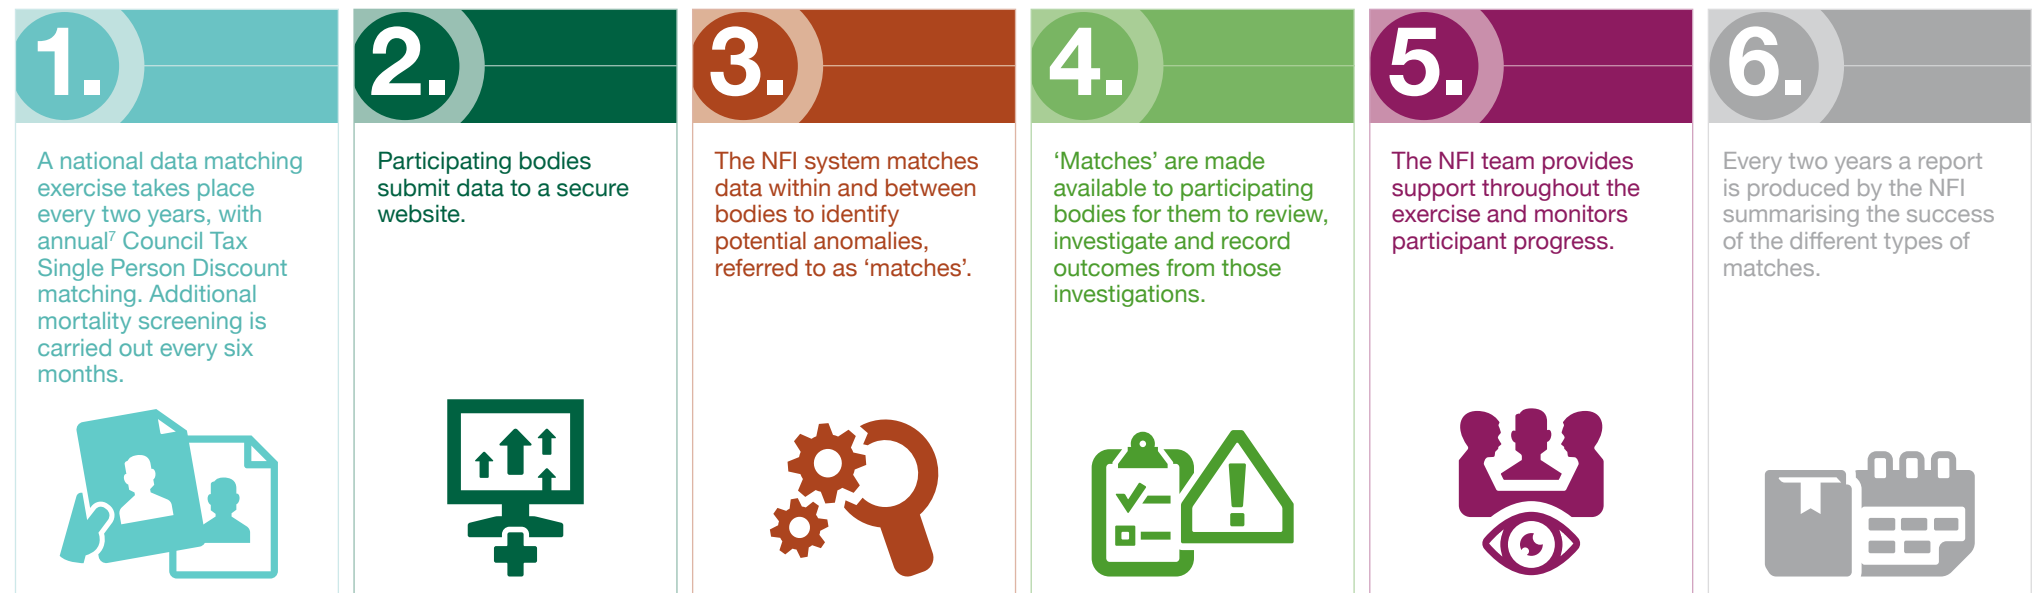 1.
A national data matching
exercise takes place
every two years, with
annual⁷ Council Tax
Single Person Discount
matching. Additional
mortality screening is
carried out every six
months.
2.
Participating bodies
submit data to a secure
website.
3.
The NFI system matches
data within and between
bodies to identify
potential anomalies,
referred to as ‘matches’.
4.
‘Matches’ are made
available to participating
bodies for them to review,
investigate and record
outcomes from those
investigations.
5.
The NFI team provides
support throughout the
exercise and monitors
participant progress.
6.
Every two years a report
is produced by the NFI
summarising the success
of the different types of
matches.